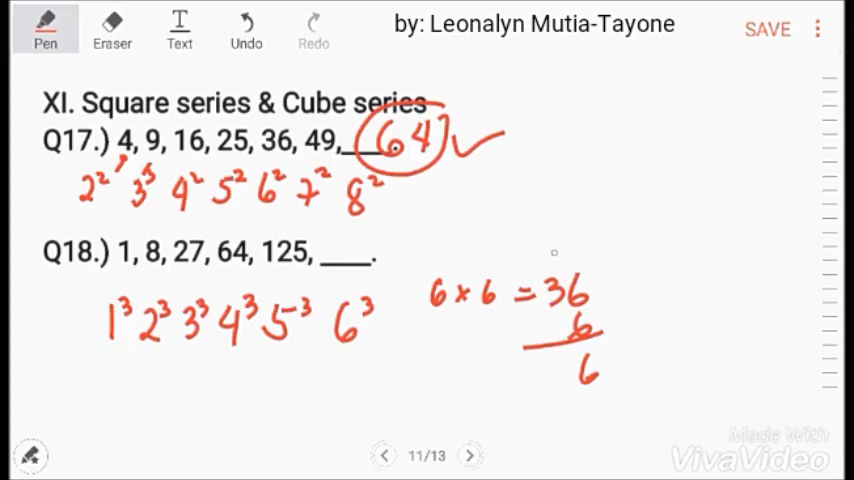 Pen Eraser Text Undo Redo by: Leonalyn Mutia-Tayone SAVE
XI. Square series & Cube series
Q17.) 4, 9, 16, 25, 36, 49,____. 64
2² 3² 4² 5² 6² 7² 8²
Q18.) 1, 8, 27, 64, 125, ____.
6 × 6 = 36
1³ 2³ 3³ 4³ 5³ 6³
6
6
11/13
Made With
VivaVideo